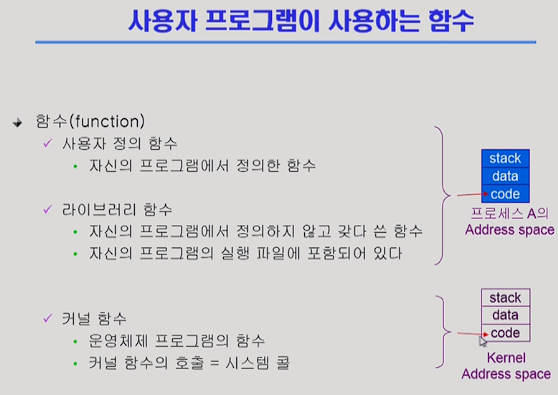 사용자 프로그램이 사용하는 함수
함수(function)
사용자 정의 함수
자신의 프로그램에서 정의한 함수
라이브러리 함수
자신의 프로그램에서 정의하지 않고 갖다 쓴 함수
자신의 프로그램의 실행 파일에 포함되어 있다
stack
data
code
프로세스 A의
Address space
커널 함수
운영체제 프로그램의 함수
커널 함수의 호출 = 시스템 콜
stack
data
code
Kernel
Address space